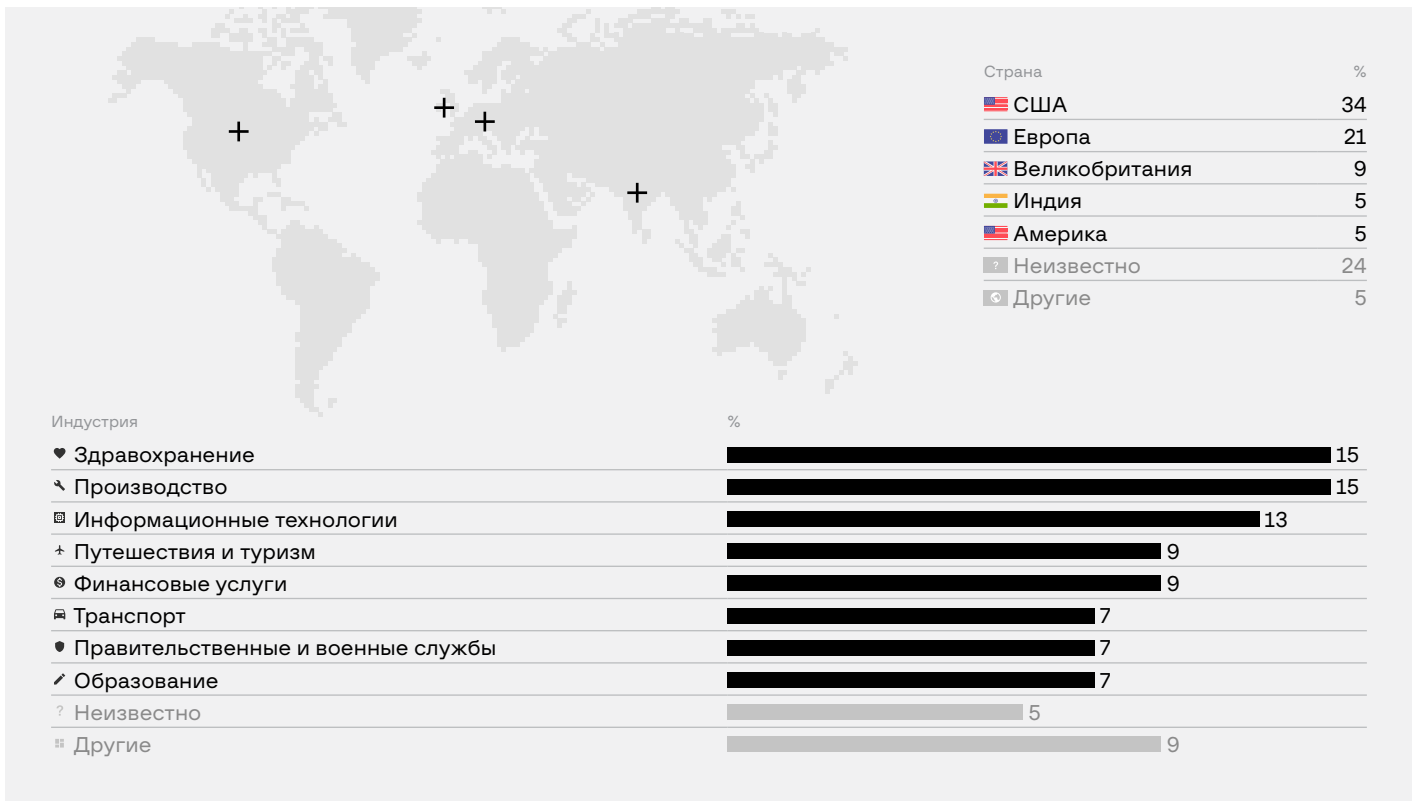 Страна %
США 34
Европа 21
Великобритания 9
Индия 5
Америка 5
? Неизвестно 24
Другие 5
Индустрия %
Здравохранение 15
Производство 15
Информационные технологии 13
Путешествия и туризм 9
Финансовые услуги 9
Транспорт 7
Правительственные и военные службы 7
Образование 7
? Неизвестно 5
Другие 9